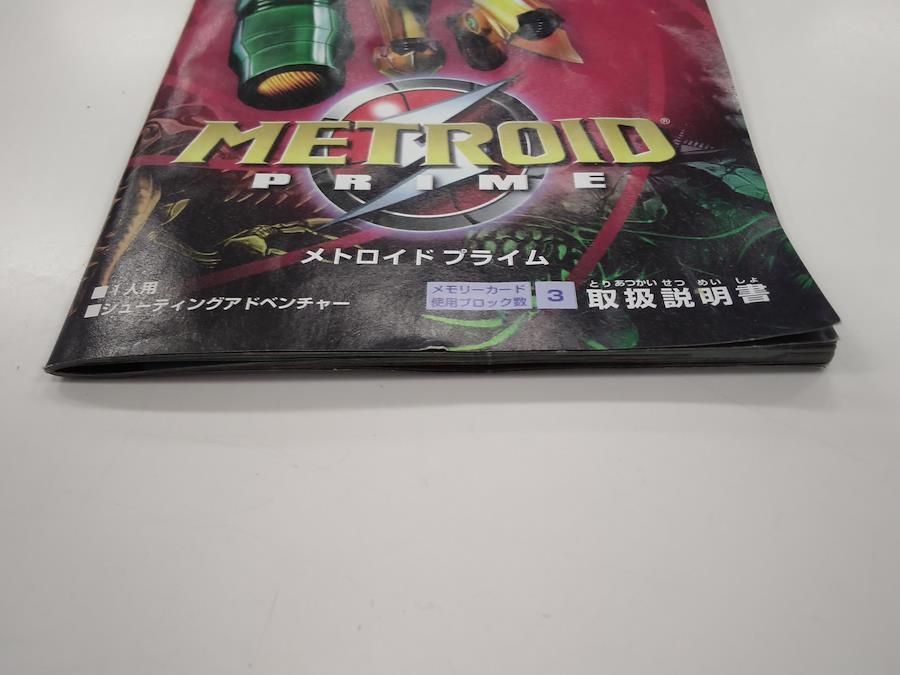 METROID®
PRIME
メトロイド プライム
■1人用
■シューティングアドベンチャー
メモリーカード
使用ブロック数
3
とりあつかい せつ めい しょ
取扱説明書